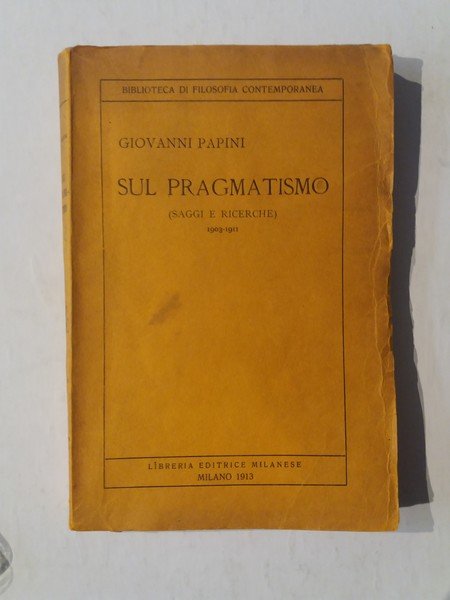 BIBLIOTECA DI FILOSOFIA CONTEMPORANEA
GIOVANNI PAPINI
SUL PRAGMATISMO
(SAGGI E RICERCHE)
1903-1911
LIBRERIA EDITRICE MILANESE
MILANO 1913